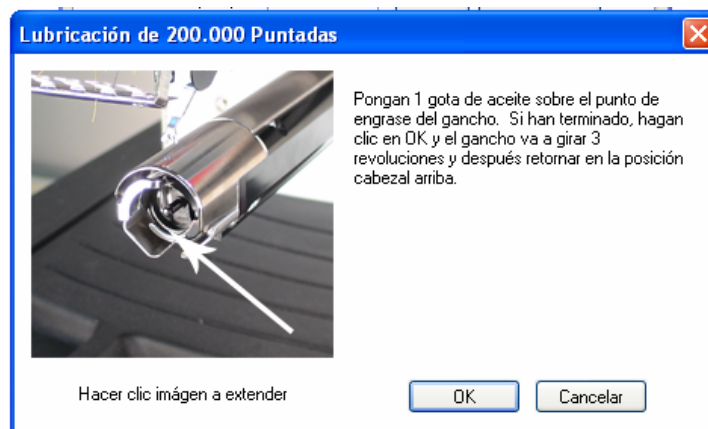 Lubricación de 200.000 Puntadas
Pongan 1 gota de aceite sobre el punto de
engrase del gancho. Si han terminado, hagan
clic en OK y el gancho va a girar 3
revoluciones y después retornar en la posición
cabezal arriba.
Hacer clic imágen a extender
OK
Cancelar